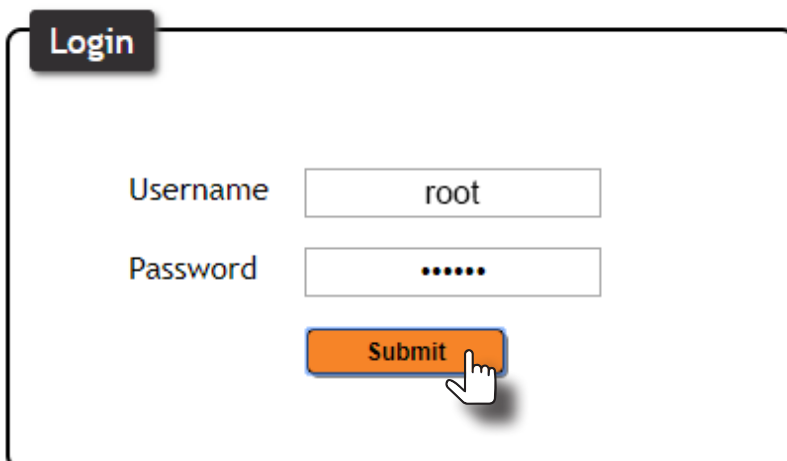 Login
Username root
Password ••••••
Submit